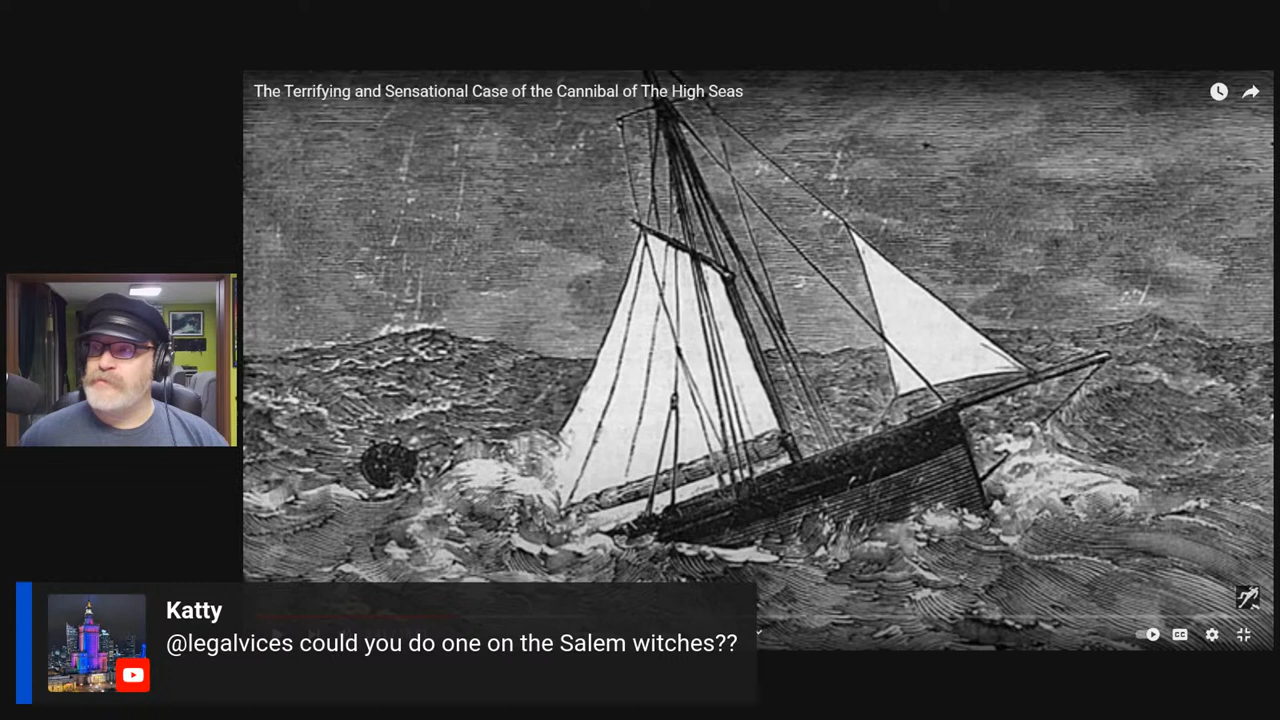 The Terrifying and Sensational Case of the Cannibal of The High Seas
CC
Katty
@legalvices could you do one on the Salem witches??